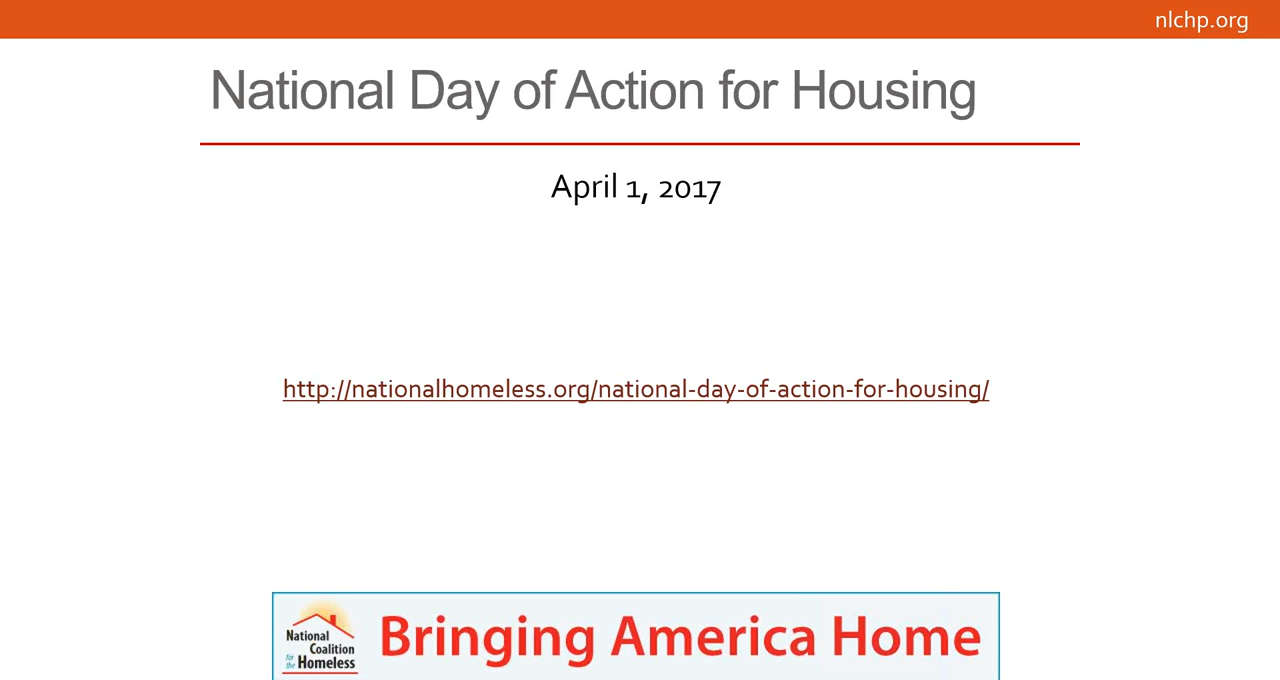 nlchp.org
National Day of Action for Housing
April 1, 2017
http://nationalhomeless.org/national-day-of-action-for-housing/
National
Coalition
for the Homeless
Bringing America Home